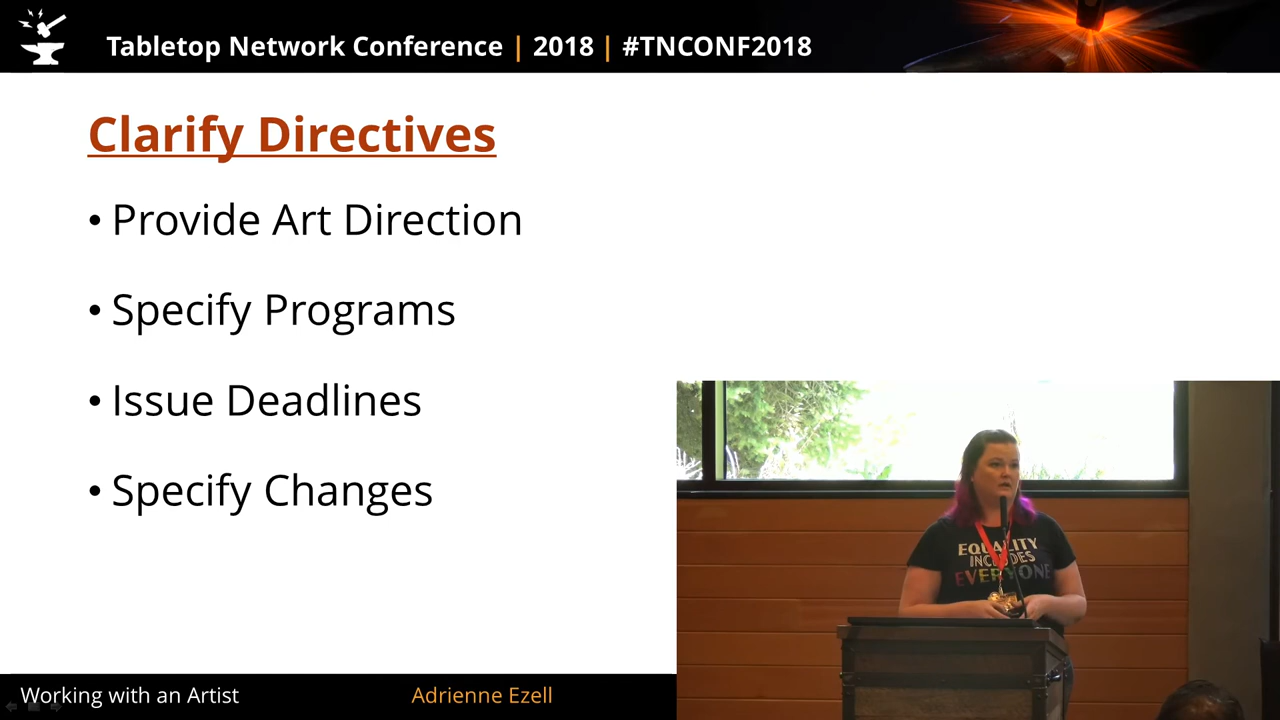 Tabletop Network Conference | 2018 | #TNCONF2018
Clarify Directives
• Provide Art Direction
• Specify Programs
• Issue Deadlines
• Specify Changes
EQUALITY
INCLUDES
EVERYONE
Working with an Artist
Adrienne Ezell